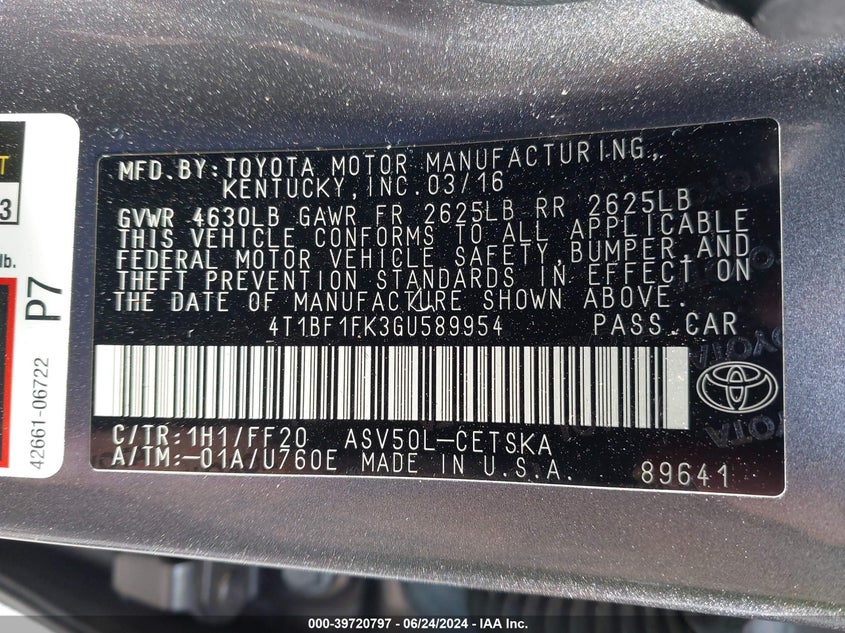 T
3
lb.
P7
42661-06722
MFD.BY:TOYOTA MOTOR MANUFACTURING,
KENTUCKY, INC.03/16
GVWR 4630LB GAWR FR 2625LB RR 2625LB
THIS VEHICLE CONFORMS TO ALL APPLICABLE
FEDERAL MOTOR VEHICLE SAFETY,BUMPER,AND
THEFT PREVENTION STANDARDS IN EFFECT ON
THE DATE OF MANUFACTURE SHOWN ABOVE.
4T1BF1FK3GU589954 PASS.CAR
C/TR:1H1/FF20 ASV50L-CETSKA
A/TM:-01A/U760E MADE IN U.S.A.
89641
000-39720797 - 06/24/2024 - IAA Inc.